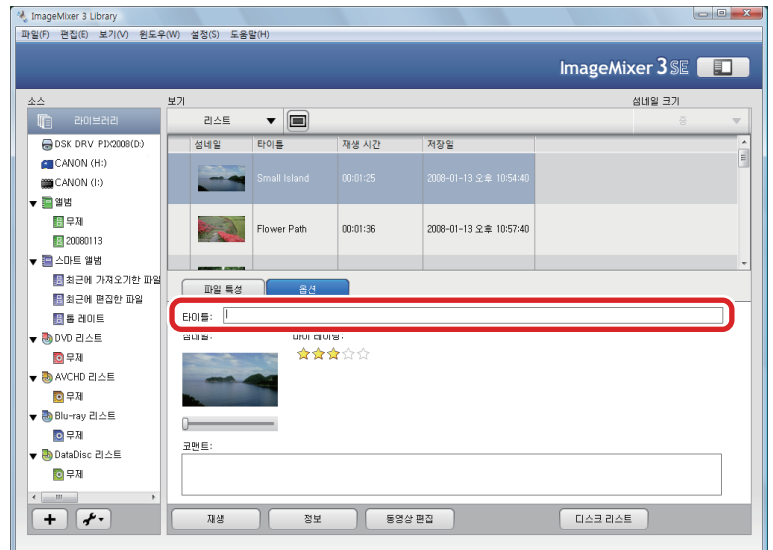 ImageMixer 3 Library
파일(F) 편집(E) 보기(V) 윈도우(W) 설정(S) 도움말(H)
ImageMixer 3 SE
소스
보기
섬네일 크기
라이브러리
리스트
중
DSK DRV PIX2008(D:)
CANON (H:)
CANON (I:)
앨범
무제
20080113
스마트 앨범
최근에 가져오기한 파일
최근에 편집한 파일
톱 레이트
DVD 리스트
무제
AVCHD 리스트
무제
Blu-ray 리스트
무제
DataDisc 리스트
무제
섬네일 타이틀 재생 시간 저장일
Small Island 00:01:25 2008-01-13 오후 10:54:40
Flower Path 00:01:36 2008-01-13 오후 10:57:40
파일 특성 옵션
타이틀:
섬네일: 마이 레이팅:
코맨트:
재생 정보 동영상 편집 디스크 리스트